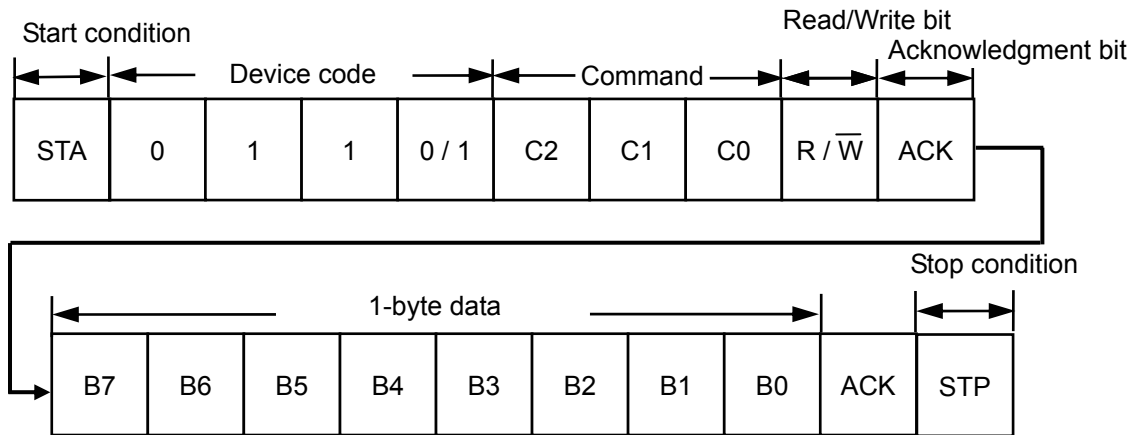 Read/Write bit
Start condition
Acknowledgment bit
Device code
Command
STA 0 1 1 0 / 1 C2 C1 C0 R / W̅ ACK
Stop condition
1-byte data
B7 B6 B5 B4 B3 B2 B1 B0 ACK STP